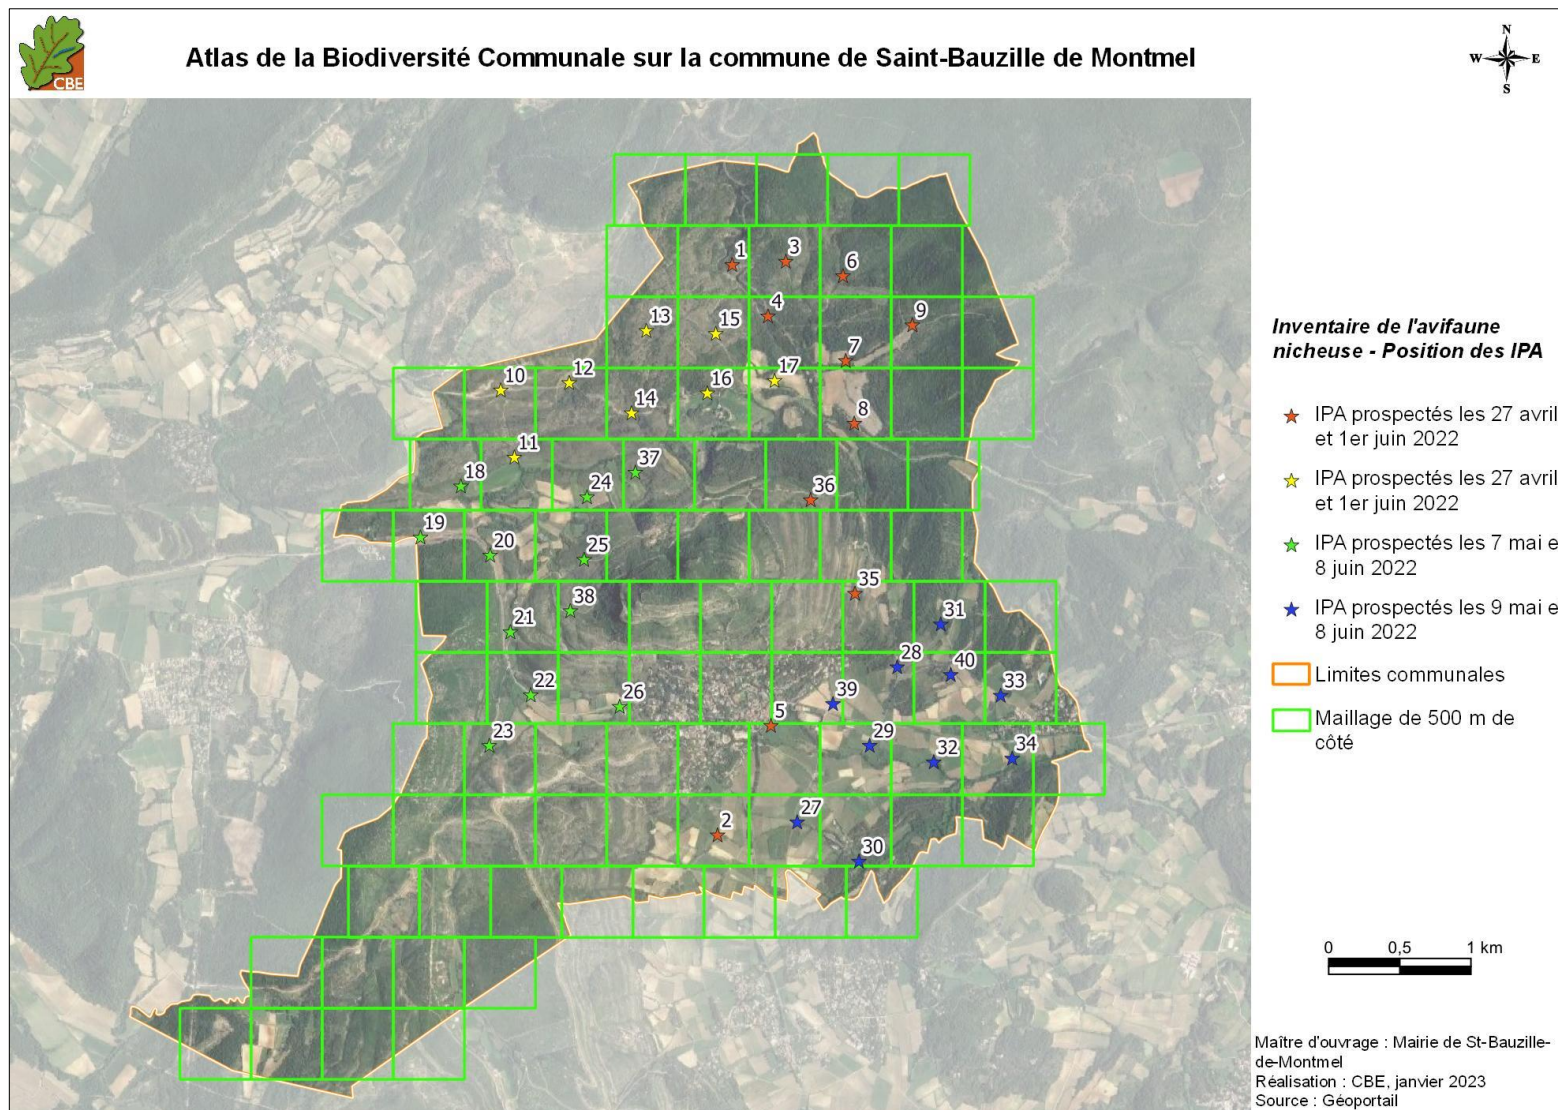 CBE
Atlas de la Biodiversité Communale sur la commune de Saint-Bauzille de Montmel
N
W E
S
1
3
6
4
9
13
15
7
17
12
10
16
14
8
11
37
18
24
36
19
20
25
35
38
31
21
28
40
22
26
39
33
5
23
29
32
34
2
27
30
Inventaire de l'avifaune
nicheuse - Position des IPA
IPA prospectés les 27 avril
et 1er juin 2022
IPA prospectés les 27 avril
et 1er juin 2022
IPA prospectés les 7 mai e
8 juin 2022
IPA prospectés les 9 mai e
8 juin 2022
Limites communales
Maillage de 500 m de
côté
0 0,5 1 km
Maître d'ouvrage : Mairie de St-Bauzille-
de-Montmel
Réalisation : CBE, janvier 2023
Source : Géoportail